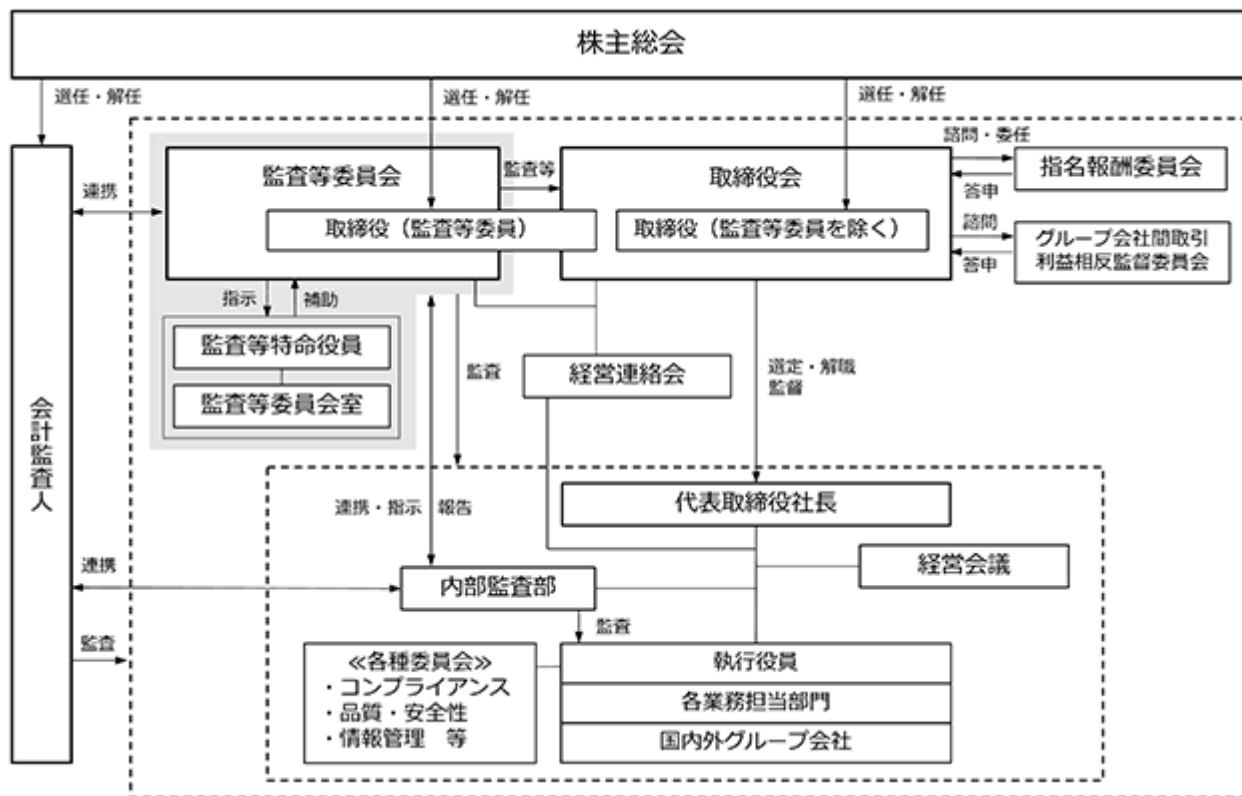 株主総会
選任・解任
選任・解任
選任・解任
諮問・委任
監査等委員会
監査等
取締役会
指名報酬委員会
連携
答申
取締役（監査等委員）
取締役（監査等委員を除く）
諮問
グループ会社間取引
利益相反監督委員会
答申
指示
補助
監査等特命役員
監査
経営連絡会
選定・解職
監督
監査等委員会室
会計監査人
代表取締役社長
連携・指示
報告
経営会議
連携
内部監査部
監査
監査
≪各種委員会≫
・コンプライアンス
・品質・安全性
・情報管理　等
執行役員
各業務担当部門
国内外グループ会社